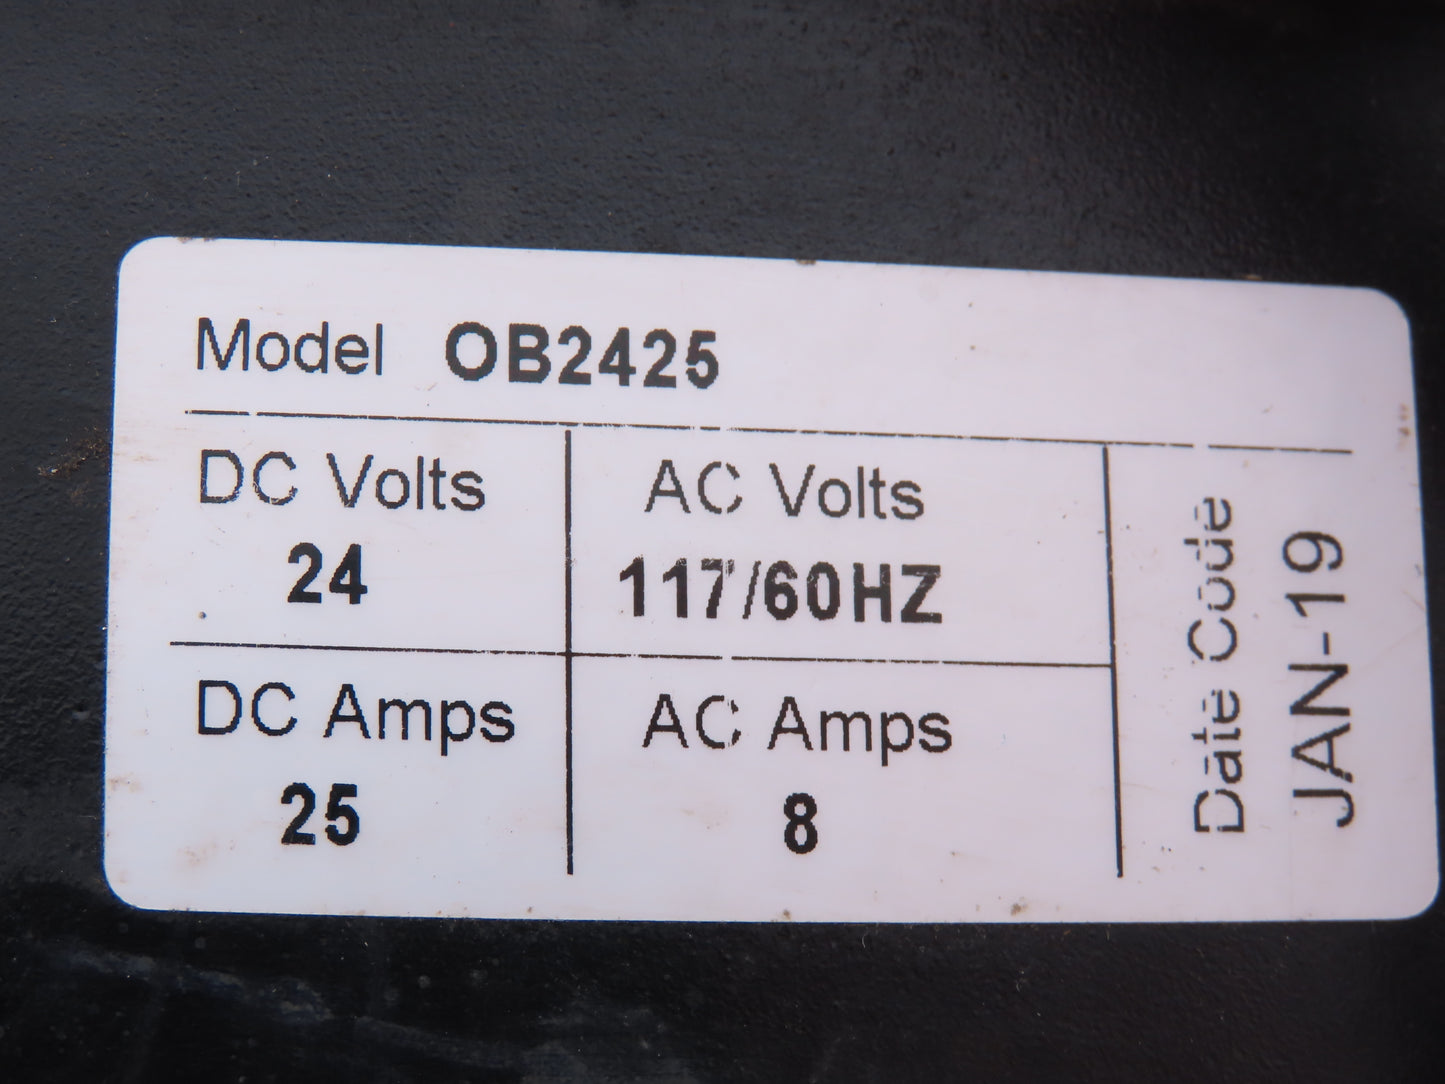 Model OB2425
DC Volts
24
AC Volts
117/60HZ
DC Amps
25
AC Amps
8
Date Code
JAN-19